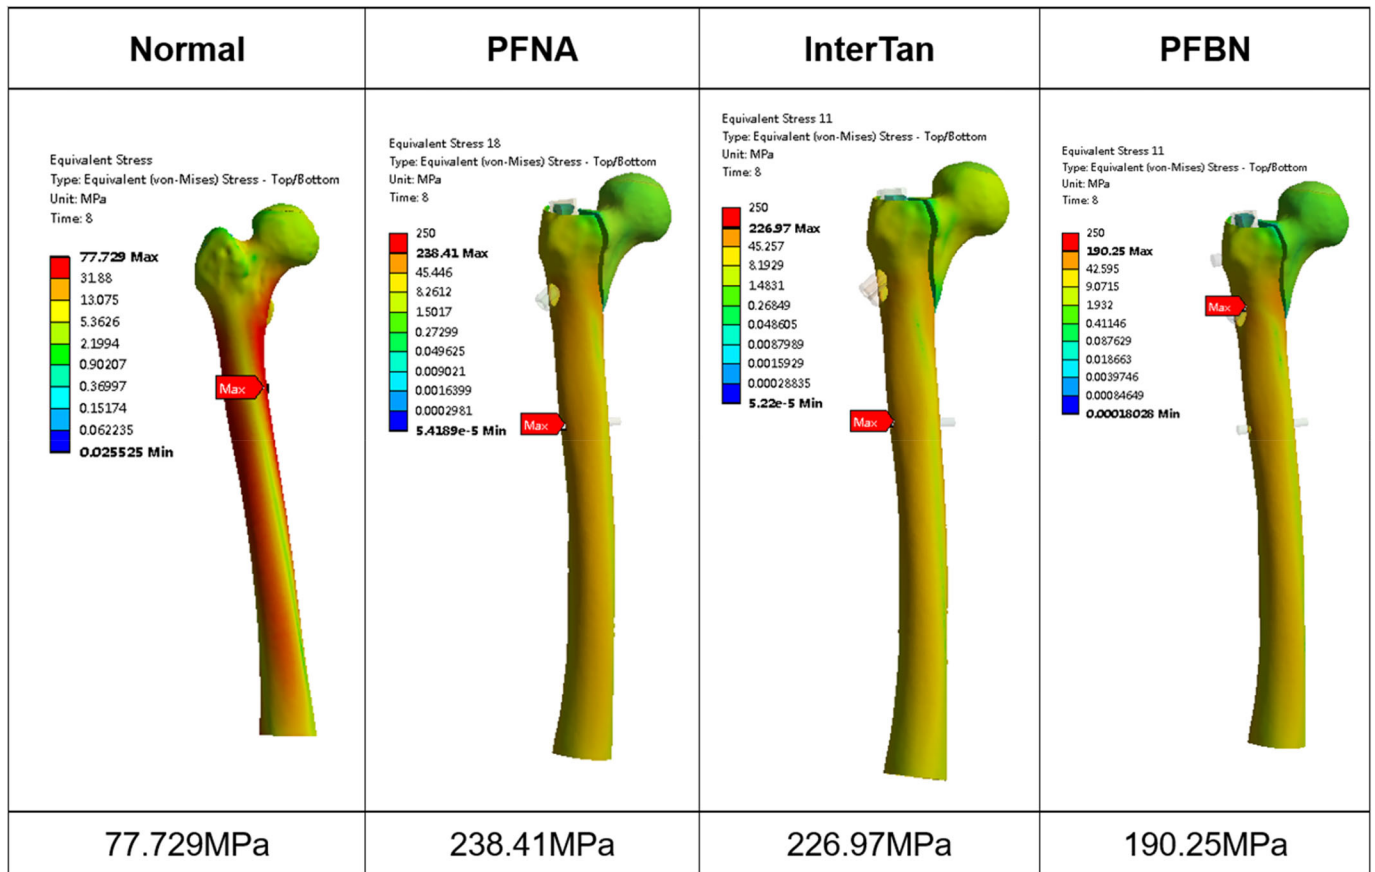 Normal
PFNA
InterTan
PFBN
Equivalent Stress
Type: Equivalent (von-Mises) Stress - Top/Bottom
Unit: MPa
Time: 8
77.729 Max
31.88
13.075
5.3626
2.1994
0.90207
0.36997
0.15174
0.062235
0.025525 Min
Max
Equivalent Stress 18
Type: Equivalent (von-Mises) Stress - Top/Bottom
Unit: MPa
Time: 8
250
238.41 Max
45.446
8.2612
1.5017
0.27299
0.049625
0.009021
0.0016399
0.0002981
5.4189e-5 Min
Max
Equivalent Stress 11
Type: Equivalent (von-Mises) Stress - Top/Bottom
Unit: MPa
Time: 8
250
226.97 Max
45.257
8.1929
1.4831
0.26849
0.048605
0.0087989
0.0015929
0.00028835
5.22e-5 Min
Max
Equivalent Stress 11
Type: Equivalent (von-Mises) Stress - Top/Bottom
Unit: MPa
Time: 8
250
190.25 Max
42.595
9.0715
1.932
0.41146
0.087629
0.018663
0.0039746
0.00084649
0.00018028 Min
Max
77.729MPa
238.41MPa
226.97MPa
190.25MPa